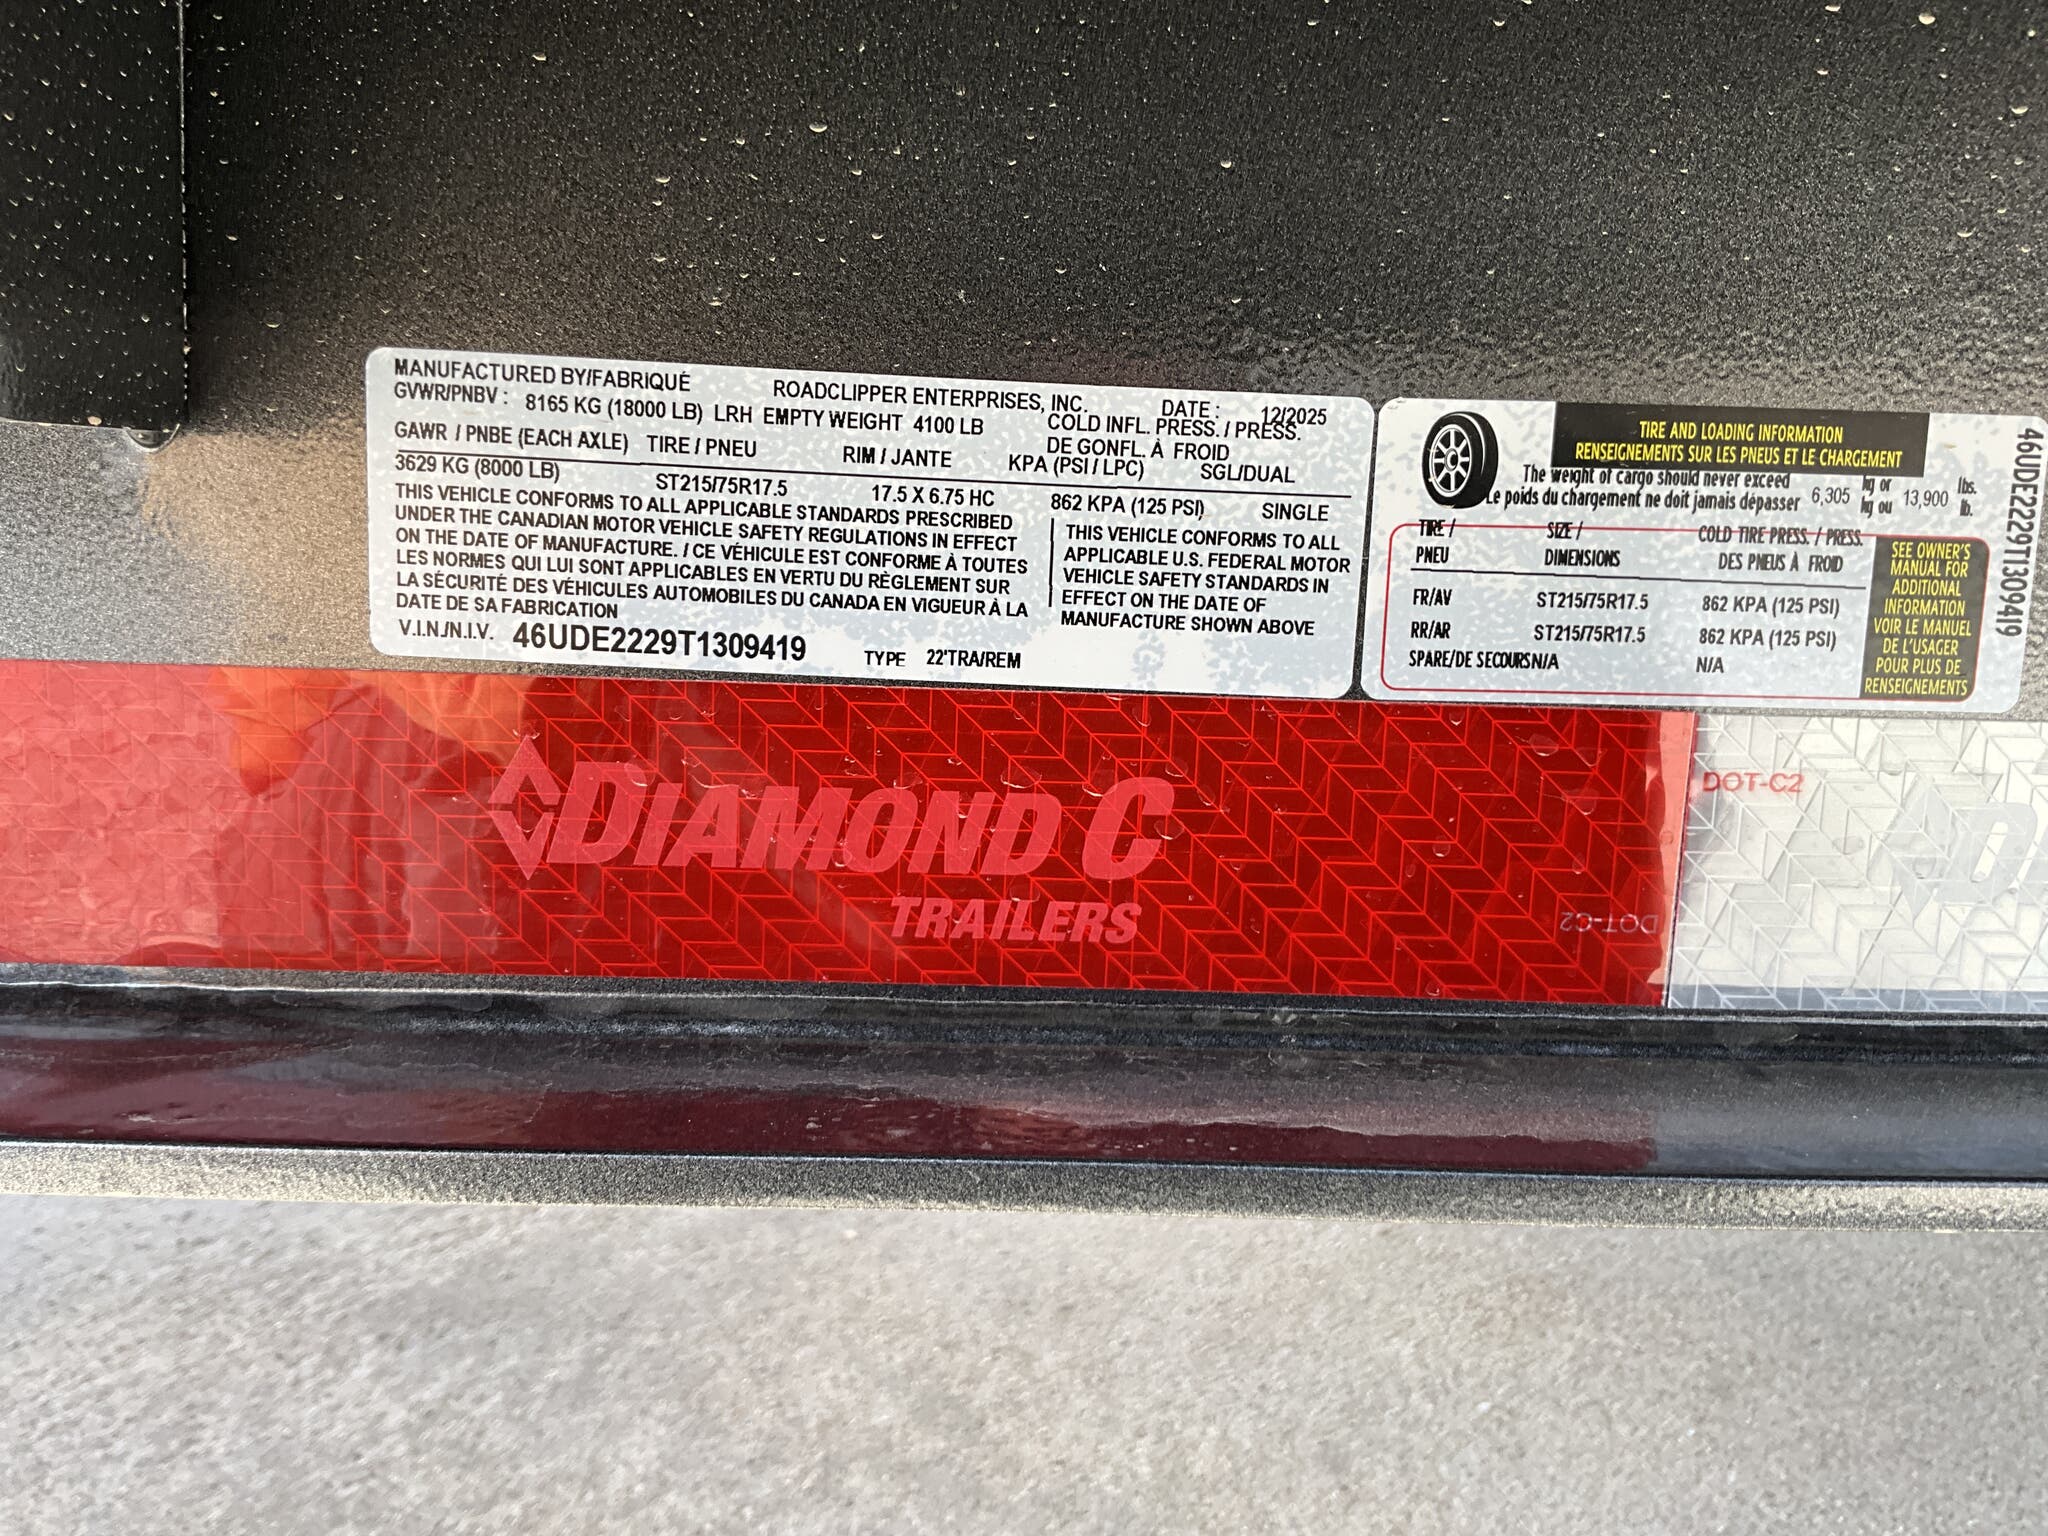 MANUFACTURED BY/FABRIQUÉ ROADCLIPPER ENTERPRISES, INC. DATE : 12/2025
GVWR/PNBV : 8165 KG (18000 LB) LRH EMPTY WEIGHT 4100 LB COLD INFL. PRESS. / PRESS.
DE GONFL. À FROID
GAWR / PNBE (EACH AXLE) TIRE / PNEU RIM / JANTE KPA (PSI / LPC) SGL/DUAL
3629 KG (8000 LB) ST215/75R17.5 17.5 X 6.75 HC 862 KPA (125 PSI) SINGLE
THIS VEHICLE CONFORMS TO ALL APPLICABLE STANDARDS PRESCRIBED
UNDER THE CANADIAN MOTOR VEHICLE SAFETY REGULATIONS IN EFFECT
ON THE DATE OF MANUFACTURE. / CE VÉHICULE EST CONFORME À TOUTES
LES NORMES QUI LUI SONT APPLICABLES EN VERTU DU RÈGLEMENT SUR
LA SÉCURITÉ DES VÉHICULES AUTOMOBILES DU CANADA EN VIGUEUR À LA
DATE DE SA FABRICATION
THIS VEHICLE CONFORMS TO ALL
APPLICABLE U.S. FEDERAL MOTOR
VEHICLE SAFETY STANDARDS IN
EFFECT ON THE DATE OF
MANUFACTURE SHOWN ABOVE
V.I.N./N.I.V. 46UDE2229T1309419 TYPE 22'TRA/REM
TIRE AND LOADING INFORMATION
RENSEIGNEMENTS SUR LES PNEUS ET LE CHARGEMENT
The weight of cargo should never exceed kg or lbs.
Le poids du chargement ne doit jamais dépasser 6,305 kg ou 13,900 lb.
TIRE / SIZE / COLD TIRE PRESS. / PRESS.
PNEU DIMENSIONS DES PNEUS À FROID
FR/AV ST215/75R17.5 862 KPA (125 PSI)
RR/AR ST215/75R17.5 862 KPA (125 PSI)
SPARE/DE SECOURS N/A N/A
SEE OWNER'S
MANUAL FOR
ADDITIONAL
INFORMATION
VOIR LE MANUEL
DE L'USAGER
POUR PLUS DE
RENSEIGNEMENTS
46UDE2229T1309419
DIAMOND C
TRAILERS
DOT-C2
DOT-C2